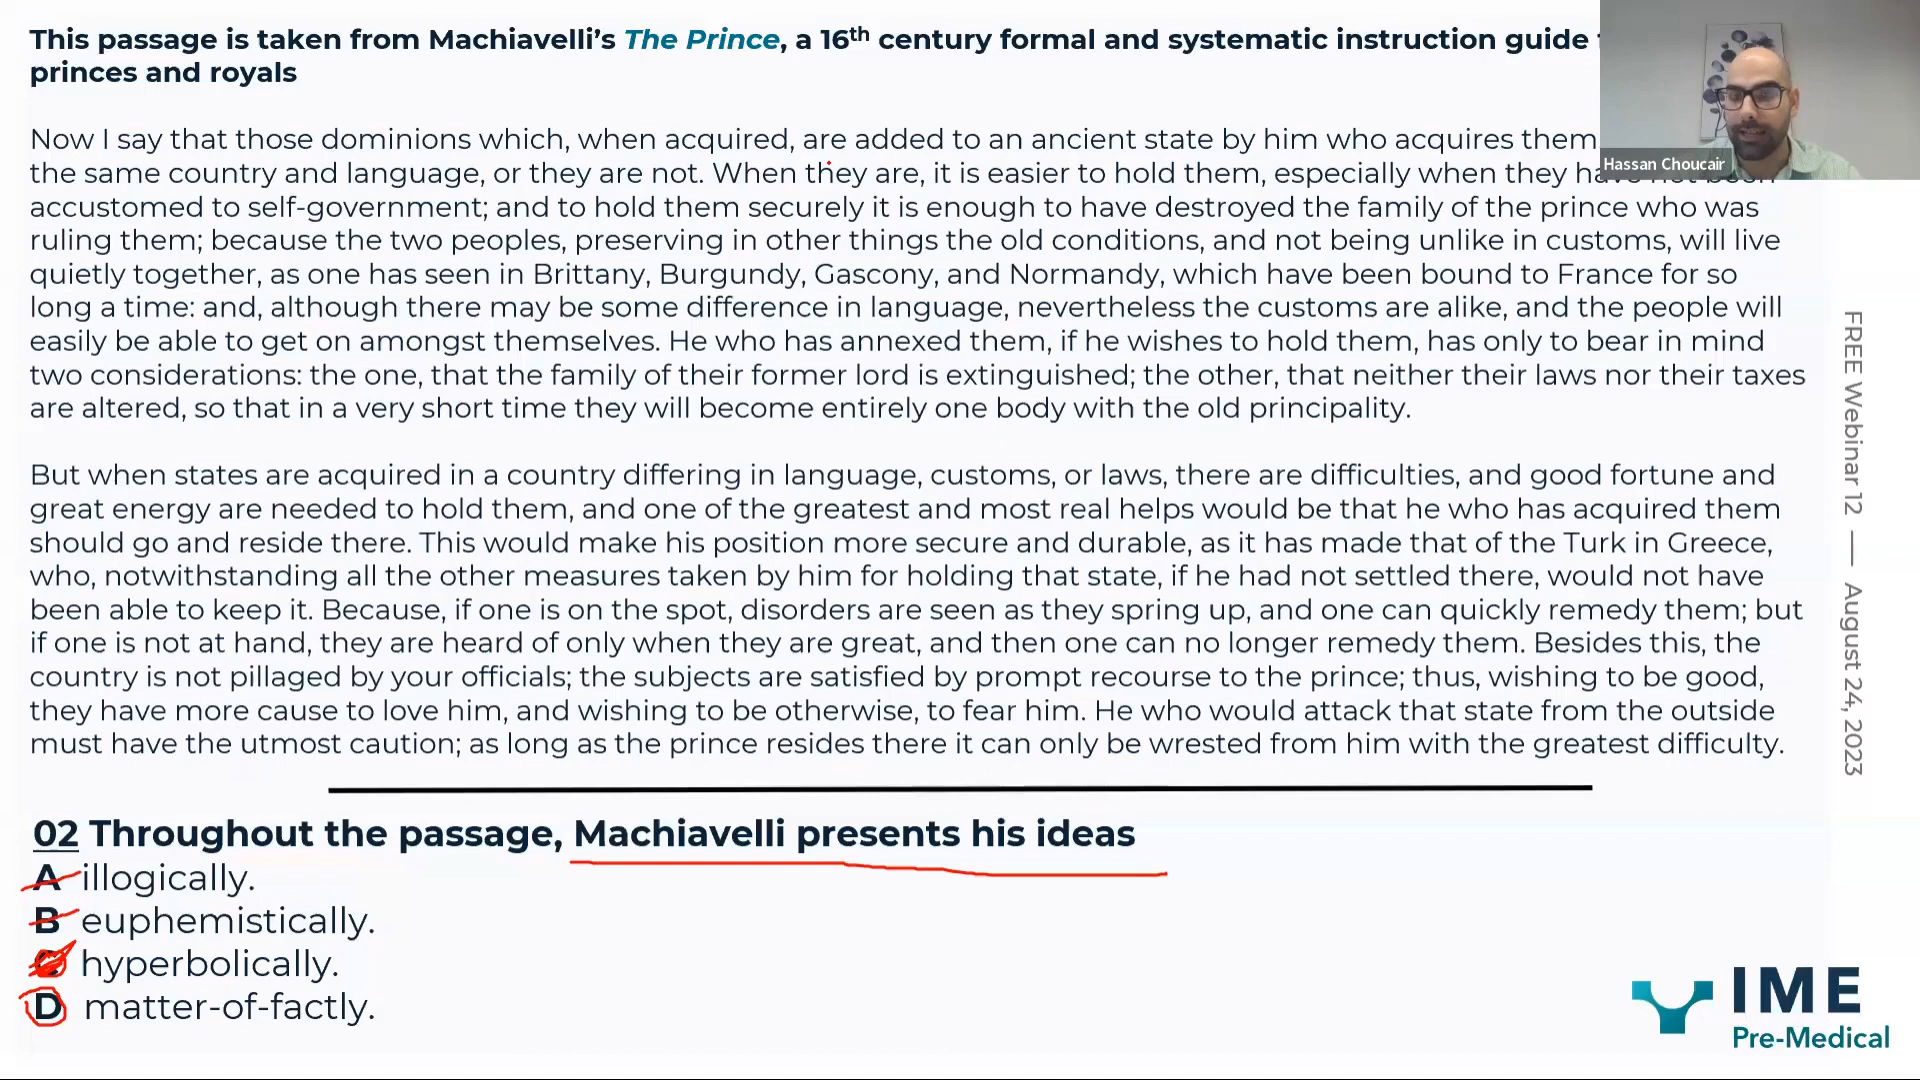 This passage is taken from Machiavelli's The Prince, a 16th century formal and systematic instruction guide
princes and royals
Now I say that those dominions which, when acquired, are added to an ancient state by him who acquires them
the same country and language, or they are not. When they are, it is easier to hold them, especially when they have not been
accustomed to self-government; and to hold them securely it is enough to have destroyed the family of the prince who was
ruling them; because the two peoples, preserving in other things the old conditions, and not being unlike in customs, will live
quietly together, as one has seen in Brittany, Burgundy, Gascony, and Normandy, which have been bound to France for so
long a time: and, although there may be some difference in language, nevertheless the customs are alike, and the people will
easily be able to get on amongst themselves. He who has annexed them, if he wishes to hold them, has only to bear in mind
two considerations: the one, that the family of their former lord is extinguished; the other, that neither their laws nor their taxes
are altered, so that in a very short time they will become entirely one body with the old principality.
But when states are acquired in a country differing in language, customs, or laws, there are difficulties, and good fortune and
great energy are needed to hold them, and one of the greatest and most real helps would be that he who has acquired them
should go and reside there. This would make his position more secure and durable, as it has made that of the Turk in Greece,
who, notwithstanding all the other measures taken by him for holding that state, if he had not settled there, would not have
been able to keep it. Because, if one is on the spot, disorders are seen as they spring up, and one can quickly remedy them; but
if one is not at hand, they are heard of only when they are great, and then one can no longer remedy them. Besides this, the
country is not pillaged by your officials; the subjects are satisfied by prompt recourse to the prince; thus, wishing to be good,
they have more cause to love him, and wishing to be otherwise, to fear him. He who would attack that state from the outside
must have the utmost caution; as long as the prince resides there it can only be wrested from him with the greatest difficulty.
02 Throughout the passage, Machiavelli presents his ideas
A illogically.
B euphemistically.
C hyperbolically.
D matter-of-factly.
Hassan Choucair
FREE Webinar 12 — August 24, 2023
IME
Pre-Medical